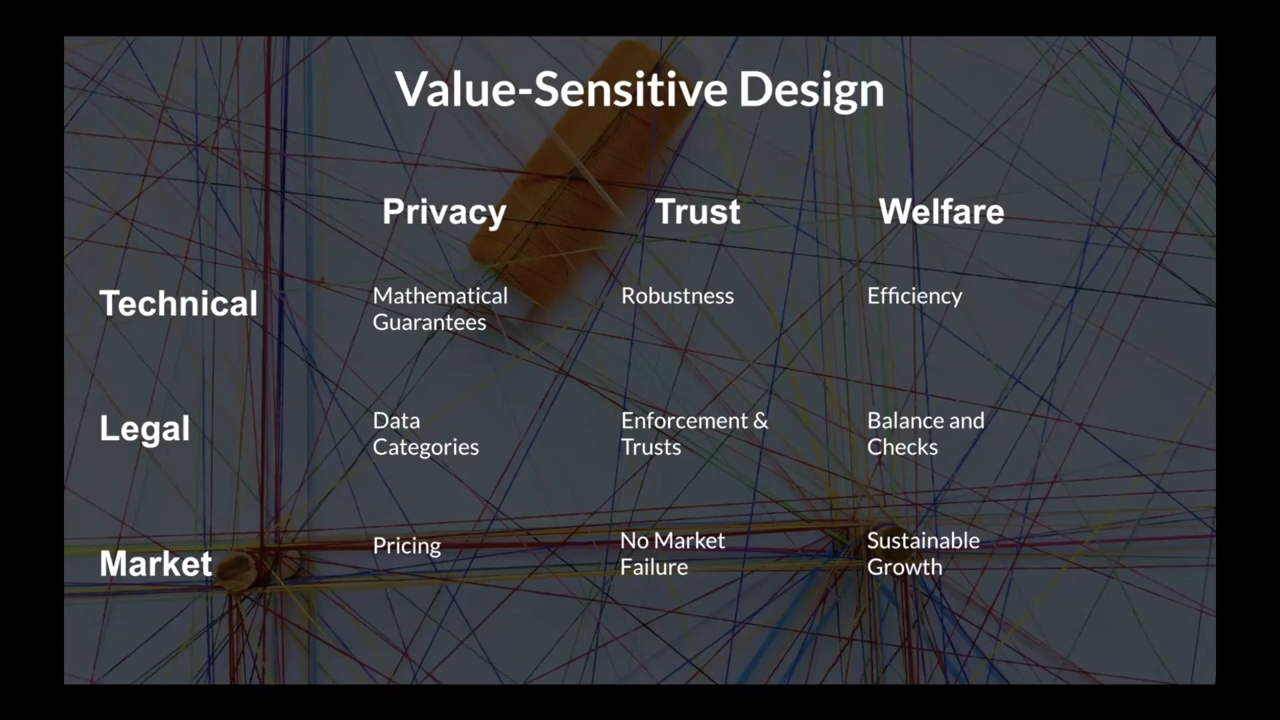 Value-Sensitive Design
Privacy
Trust
Welfare
Technical
Mathematical
Guarantees
Robustness
Efficiency
Legal
Data
Categories
Enforcement &
Trusts
Balance and
Checks
Market
Pricing
No Market
Failure
Sustainable
Growth